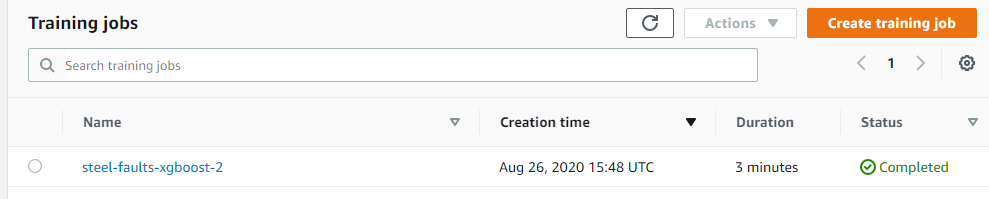 Training jobs
Actions
Create training job
Search training jobs
1
Name Creation time Duration Status
steel-faults-xgboost-2 Aug 26, 2020 15:48 UTC 3 minutes Completed